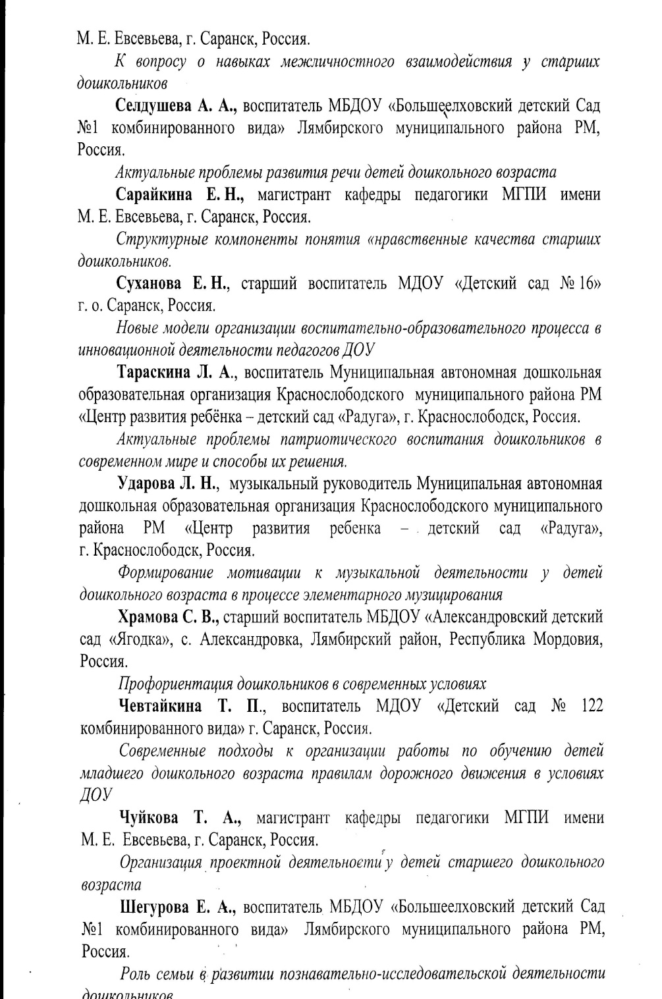 М. Е. Евсевьева, г. Саранск, Россия.
К вопросу о навыках межличностного взаимодействия у старших
дошкольников
Селдушева А. А., воспитатель МБДОУ «Большеелховский детский Сад
№1 комбинированного вида» Лямбирского муниципального района РМ,
Россия.
Актуальные проблемы развития речи детей дошкольного возраста
Сарайкина Е. Н., магистрант кафедры педагогики МГПИ имени
М. Е. Евсевьева, г. Саранск, Россия.
Структурные компоненты понятия «нравственные качества старших
дошкольников.
Суханова Е. Н., старший воспитатель МДОУ «Детский сад № 16»
г. о. Саранск, Россия.
Новые модели организации воспитательно-образовательного процесса в
инновационной деятельности педагогов ДОУ
Тараскина Л. А., воспитатель Муниципальная автономная дошкольная
образовательная организация Краснослободского муниципального района РМ
«Центр развития ребёнка – детский сад «Радуга», г. Краснослободск, Россия.
Актуальные проблемы патриотического воспитания дошкольников в
современном мире и способы их решения.
Ударова Л. Н., музыкальный руководитель Муниципальная автономная
дошкольная образовательная организация Краснослободского муниципального
района РМ «Центр развития ребенка – детский сад «Радуга»,
г. Краснослободск, Россия.
Формирование мотивации к музыкальной деятельности у детей
дошкольного возраста в процессе элементарного музицирования
Храмова С. В., старший воспитатель МБДОУ «Александровский детский
сад «Ягодка», с. Александровка, Лямбирский район, Республика Мордовия,
Россия.
Профориентация дошкольников в современных условиях
Чевтайкина Т. П., воспитатель МДОУ «Детский сад № 122
комбинированного вида» г. Саранск, Россия.
Современные подходы к организации работы по обучению детей
младшего дошкольного возраста правилам дорожного движения в условиях
ДОУ
Чуйкова Т. А., магистрант кафедры педагогики МГПИ имени
М. Е. Евсевьева, г. Саранск, Россия.
Организация проектной деятельности у детей старшего дошкольного
возраста
Шегурова Е. А., воспитатель МБДОУ «Большеелховский детский Сад
№1 комбинированного вида» Лямбирского муниципального района РМ,
Россия.
Роль семьи в развитии познавательно-исследовательской деятельности
дошкольников